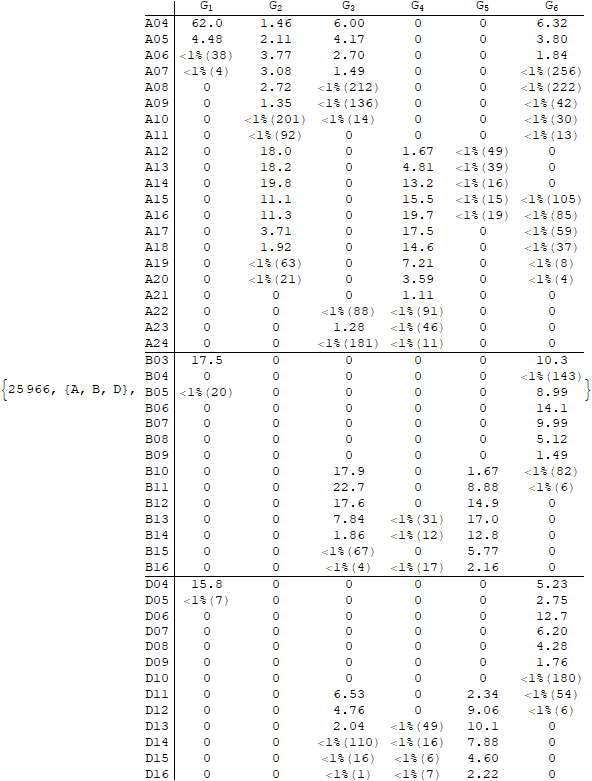 G1 G2 G3 G4 G5 G6
A04 62.0 1.46 6.00 0 0 6.32
A05 4.48 2.11 4.17 0 0 3.80
A06 <1%(38) 3.77 2.70 0 0 1.84
A07 <1%(4) 3.08 1.49 0 0 <1%(256)
A08 0 2.72 <1%(212) 0 0 <1%(222)
A09 0 1.35 <1%(136) 0 0 <1%(42)
A10 0 <1%(201) <1%(14) 0 0 <1%(30)
A11 0 <1%(92) 0 0 0 <1%(13)
A12 0 18.0 0 1.67 <1%(49) 0
A13 0 18.2 0 4.81 <1%(39) 0
A14 0 19.8 0 13.2 <1%(16) 0
A15 0 11.1 0 15.5 <1%(15) <1%(105)
A16 0 11.3 0 19.7 <1%(19) <1%(85)
A17 0 3.71 0 17.5 0 <1%(59)
A18 0 1.92 0 14.6 0 <1%(37)
A19 0 <1%(63) 0 7.21 0 <1%(8)
A20 0 <1%(21) 0 3.59 0 <1%(4)
A21 0 0 0 1.11 0 0
A22 0 0 <1%(88) <1%(91) 0 0
A23 0 0 1.28 <1%(46) 0 0
A24 0 0 <1%(181) <1%(11) 0 0
B03 17.5 0 0 0 0 10.3
B04 0 0 0 0 0 <1%(143)
{25966, {A, B, D}, B05 <1%(20) 0 0 0 0 8.99 }
B06 0 0 0 0 0 14.1
B07 0 0 0 0 0 9.99
B08 0 0 0 0 0 5.12
B09 0 0 0 0 0 1.49
B10 0 0 17.9 0 1.67 <1%(82)
B11 0 0 22.7 0 8.88 <1%(6)
B12 0 0 17.6 0 14.9 0
B13 0 0 7.84 <1%(31) 17.0 0
B14 0 0 1.86 <1%(12) 12.8 0
B15 0 0 <1%(67) 0 5.77 0
B16 0 0 <1%(4) <1%(17) 2.16 0
D04 15.8 0 0 0 0 5.23
D05 <1%(7) 0 0 0 0 2.75
D06 0 0 0 0 0 12.7
D07 0 0 0 0 0 6.20
D08 0 0 0 0 0 4.28
D09 0 0 0 0 0 1.76
D10 0 0 0 0 0 <1%(180)
D11 0 0 6.53 0 2.34 <1%(54)
D12 0 0 4.76 0 9.06 <1%(6)
D13 0 0 2.04 <1%(49) 10.1 0
D14 0 0 <1%(110) <1%(16) 7.88 0
D15 0 0 <1%(16) <1%(6) 4.60 0
D16 0 0 <1%(1) <1%(7) 2.22 0